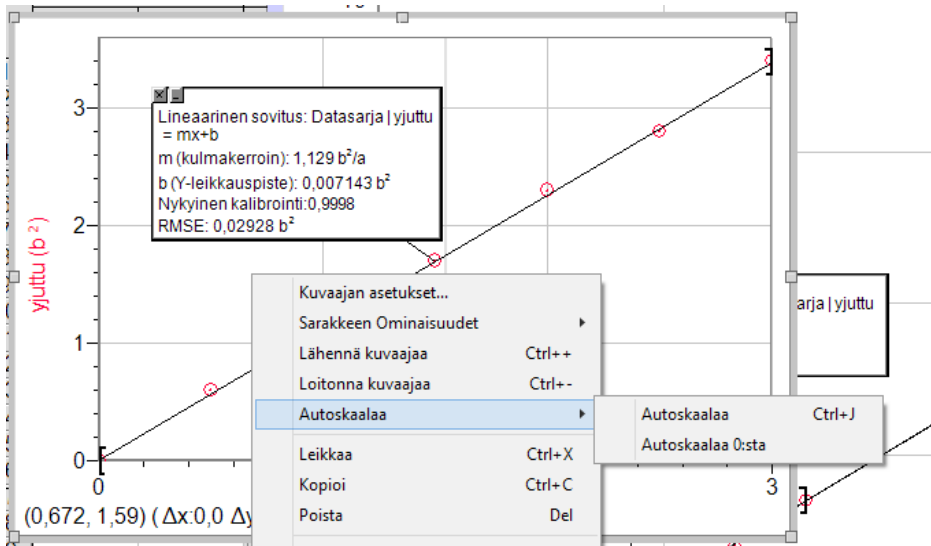 3
Lineaarinen sovitus: Datasarja | yjuttu
= mx+b
m (kulmakerroin): 1,129 b²/a
b (Y-leikkauspiste): 0,007143 b²
Nykyinen kalibrointi:0,9998
RMSE: 0,02928 b²
2
yjuttu (b²)
1
0
0
3
(0,672, 1,59) (Δx:0,0 Δy
Kuvaajan asetukset...
Sarakkeen Ominaisuudet
Lähennä kuvaajaa Ctrl++
Loitonna kuvaajaa Ctrl+-
Autoskaalaa
Leikkaa Ctrl+X
Kopioi Ctrl+C
Poista Del
Autoskaalaa Ctrl+J
Autoskaalaa 0:sta
arja | yjuttu